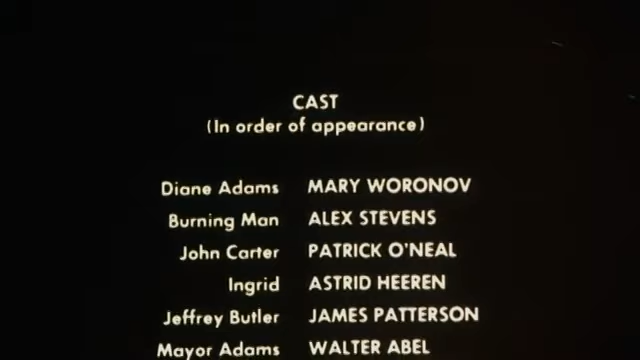 CAST
(In order of appearance)
Diane Adams MARY WORONOV
Burning Man ALEX STEVENS
John Carter PATRICK O'NEAL
Ingrid ASTRID HEEREN
Jeffrey Butler JAMES PATTERSON
Mayor Adams WALTER ABEL